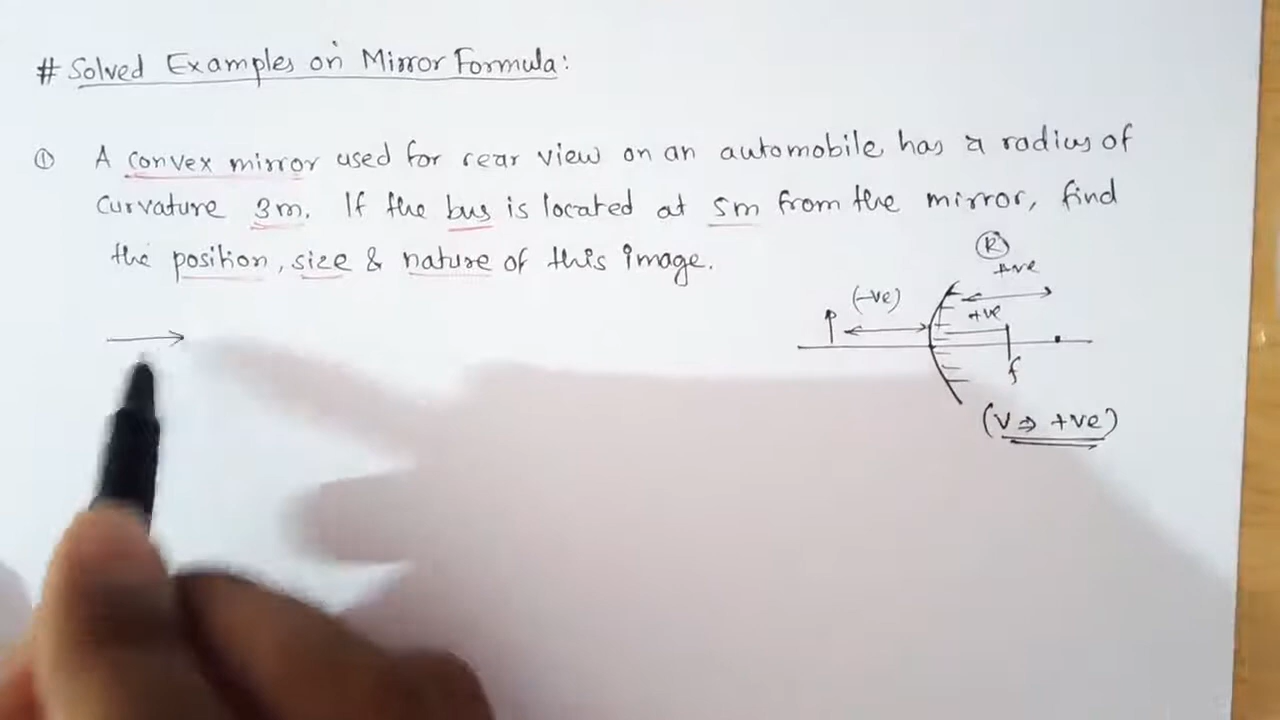 # Solved Examples on Mirror Formula:
① A convex mirror used for rear view on an automobile has a radius of
curvature 3m. If the bus is located at 5m from the mirror, find
the position, size & nature of this image.
R
+ve
(-ve)
+ve
f
(V ⇒ +ve)